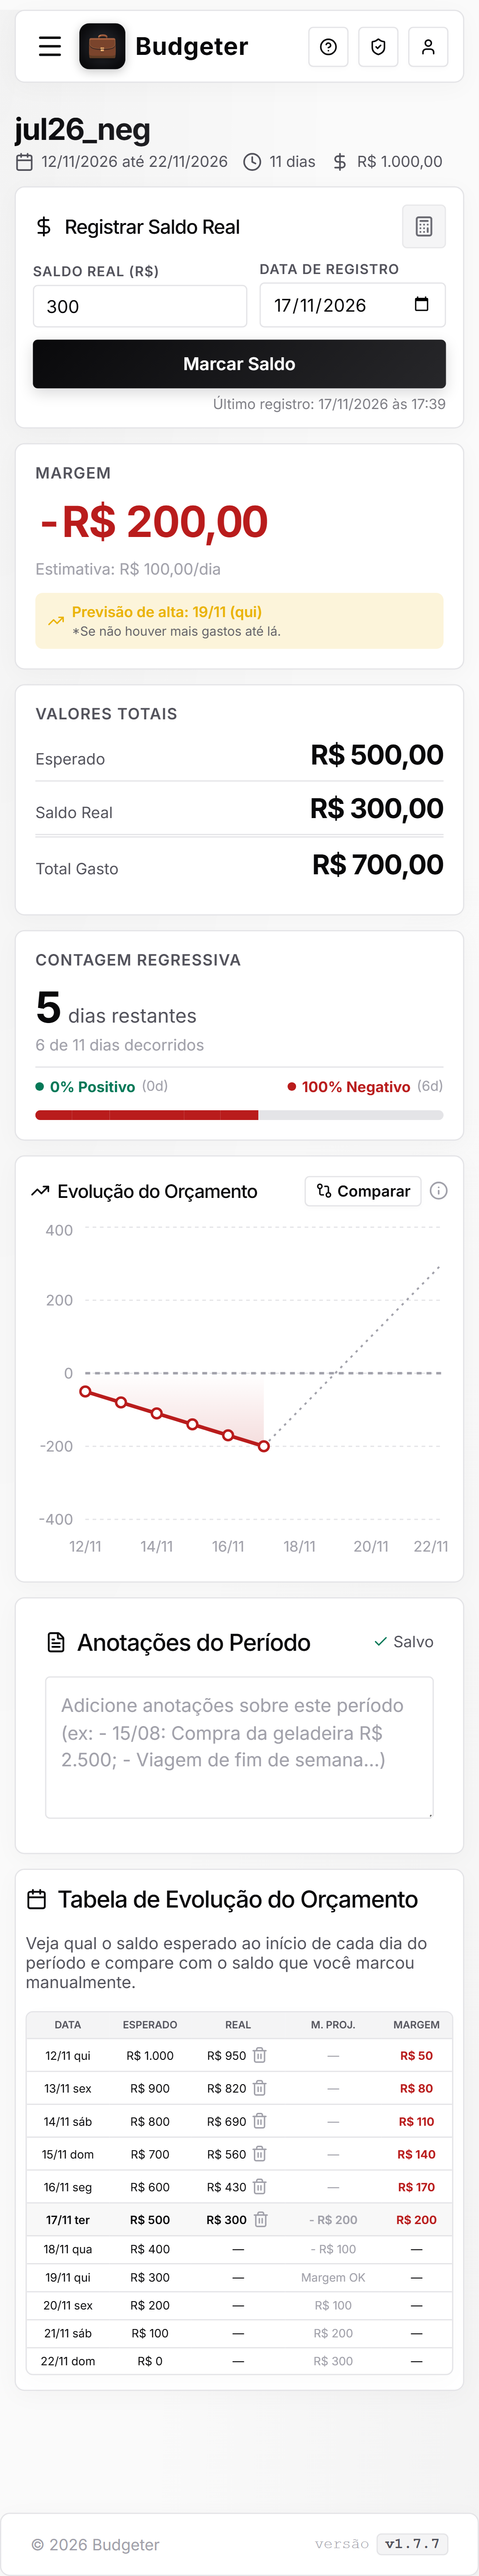 Budgeter
jul26_neg
12/11/2026 até 22/11/2026 11 dias R$ 1.000,00
Registrar Saldo Real
SALDO REAL (R$) DATA DE REGISTRO
300 17/11/2026
Marcar Saldo
Último registro: 17/11/2026 às 17:39
MARGEM
-R$ 200,00
Estimativa: R$ 100,00/dia
Previsão de alta: 19/11 (qui)
*Se não houver mais gastos até lá.
VALORES TOTAIS
Esperado R$ 500,00
Saldo Real R$ 300,00
Total Gasto R$ 700,00
CONTAGEM REGRESSIVA
5 dias restantes
6 de 11 dias decorridos
0% Positivo (0d) 100% Negativo (6d)
Evolução do Orçamento Comparar
400
200
0
-200
-400
12/11 14/11 16/11 18/11 20/11 22/11
Anotações do Período Salvo
Adicione anotações sobre este período
(ex: - 15/08: Compra da geladeira R$
2.500; - Viagem de fim de semana...)
Tabela de Evolução do Orçamento
Veja qual o saldo esperado ao início de cada dia do
período e compare com o saldo que você marcou
manualmente.
DATA ESPERADO REAL M. PROJ. MARGEM
12/11 qui R$ 1.000 R$ 950 — R$ 50
13/11 sex R$ 900 R$ 820 — R$ 80
14/11 sáb R$ 800 R$ 690 — R$ 110
15/11 dom R$ 700 R$ 560 — R$ 140
16/11 seg R$ 600 R$ 430 — R$ 170
17/11 ter R$ 500 R$ 300 - R$ 200 R$ 200
18/11 qua R$ 400 — - R$ 100 —
19/11 qui R$ 300 — Margem OK —
20/11 sex R$ 200 — R$ 100 —
21/11 sáb R$ 100 — R$ 200 —
22/11 dom R$ 0 — R$ 300 —
© 2026 Budgeter versão v1.7.7